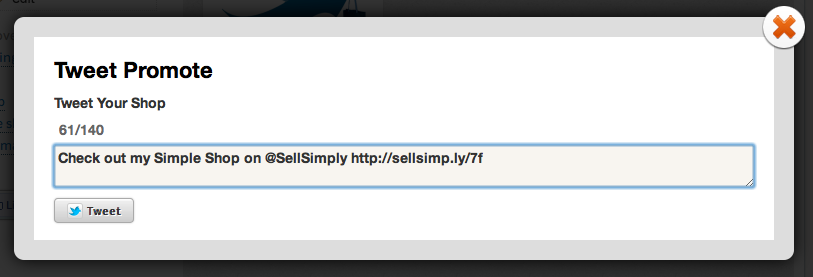 Tweet Promote
Tweet Your Shop
61/140
Check out my Simple Shop on @SellSimply http://sellsimp.ly/7f
Tweet